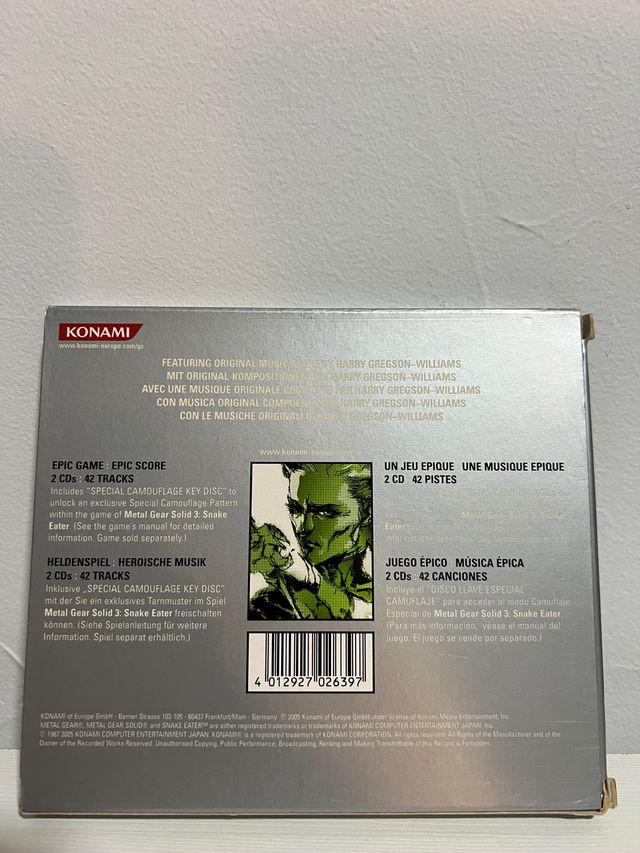 KONAMI
www.konami-europe.com/gs
FEATURING ORIGINAL MUSIC BY HARRY GREGSON–WILLIAMS
MIT ORIGINAL HARRY GREGSON–WILLIAMS
AVEC UNE MUSIQUE ORIGINALE PAR HARRY GREGSON–WILLIAMS
CON MÚSICA ORIGINAL HARRY GREGSON–WILLIAMS
CON LE MUSICHE ORIGINALI DI HARRY GREGSON–WILLIAMS
www.konami-europe.com/gs
EPIC GAME : EPIC SCORE
2 CDs : 42 TRACKS
Includes "SPECIAL CAMOUFLAGE KEY DISC" to
unlock an exclusive Special Camouflage Pattern
within the game of Metal Gear Solid 3: Snake
Eater. (See the game's manual for detailed
information. Game sold separately.)
HELDENSPIEL : HEROISCHE MUSIK
2 CDs : 42 TRACKS
Inklusive „SPECIAL CAMOUFLAGE KEY DISC"
mit der Sie ein exklusives Tarnmuster im Spiel
Metal Gear Solid 3: Snake Eater freischalten
können. (Siehe Spielanleitung für weitere
Information. Spiel separat erhältlich.)
UN JEU EPIQUE UNE MUSIQUE EPIQUE
2 CD 42 PISTES
Metal Gear Snake
Eater
JUEGO ÉPICO MÚSICA ÉPICA
2 CDs 42 CANCIONES
Incluye el "DISCO LLAVE ESPECIAL
CAMUFLAJE" para acceder al modo Camuflaje
Especial de Metal Gear Solid 3: Snake Eater.
(Para más información, véase el manual del
juego. El juego se vende por separado.)
4 012927 026397
KONAMI of Europe GmbH - Berner Strasse 103-105 - 60437 Frankfurt/Main - Germany © 2005 Konami of Europe GmbH under license of Konami Media Entertainment, Inc.
METAL GEAR®, METAL GEAR SOLID® and SNAKE EATER™ are either registered trademarks or trademarks of KONAMI COMPUTER ENTERTAINMENT JAPAN, INC.
© 1987 2005 KONAMI COMPUTER ENTERTAINMENT JAPAN. KONAMI® is a registered trademark of KONAMI CORPORATION. All rights reserved. All Rights of the Manufacturer and of the
Owner of the Recorded Works Reserved. Unauthorised Copying, Public Performance, Broadcasting, Renting and Making Transmittable of this Record is Forbidden.